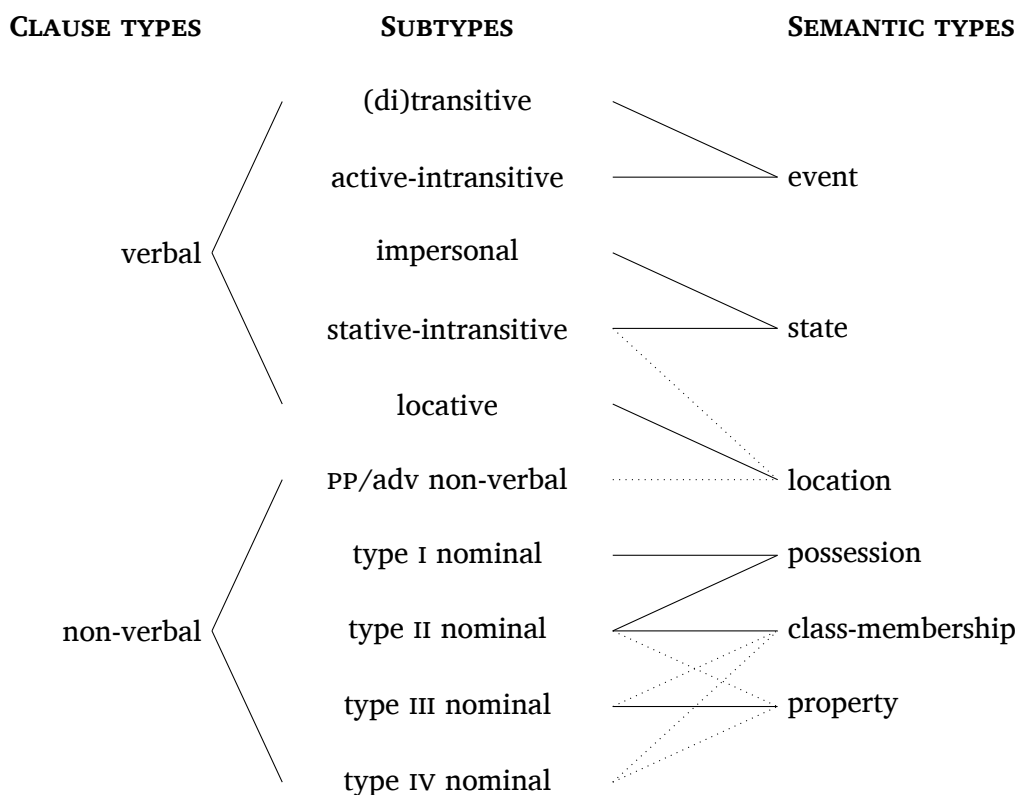 CLAUSE TYPES SUBTYPES SEMANTIC TYPES
(di)transitive
active-intransitive event
verbal impersonal
stative-intransitive state
locative
PP/adv non-verbal location
type I nominal possession
non-verbal type II nominal class-membership
type III nominal property
type IV nominal